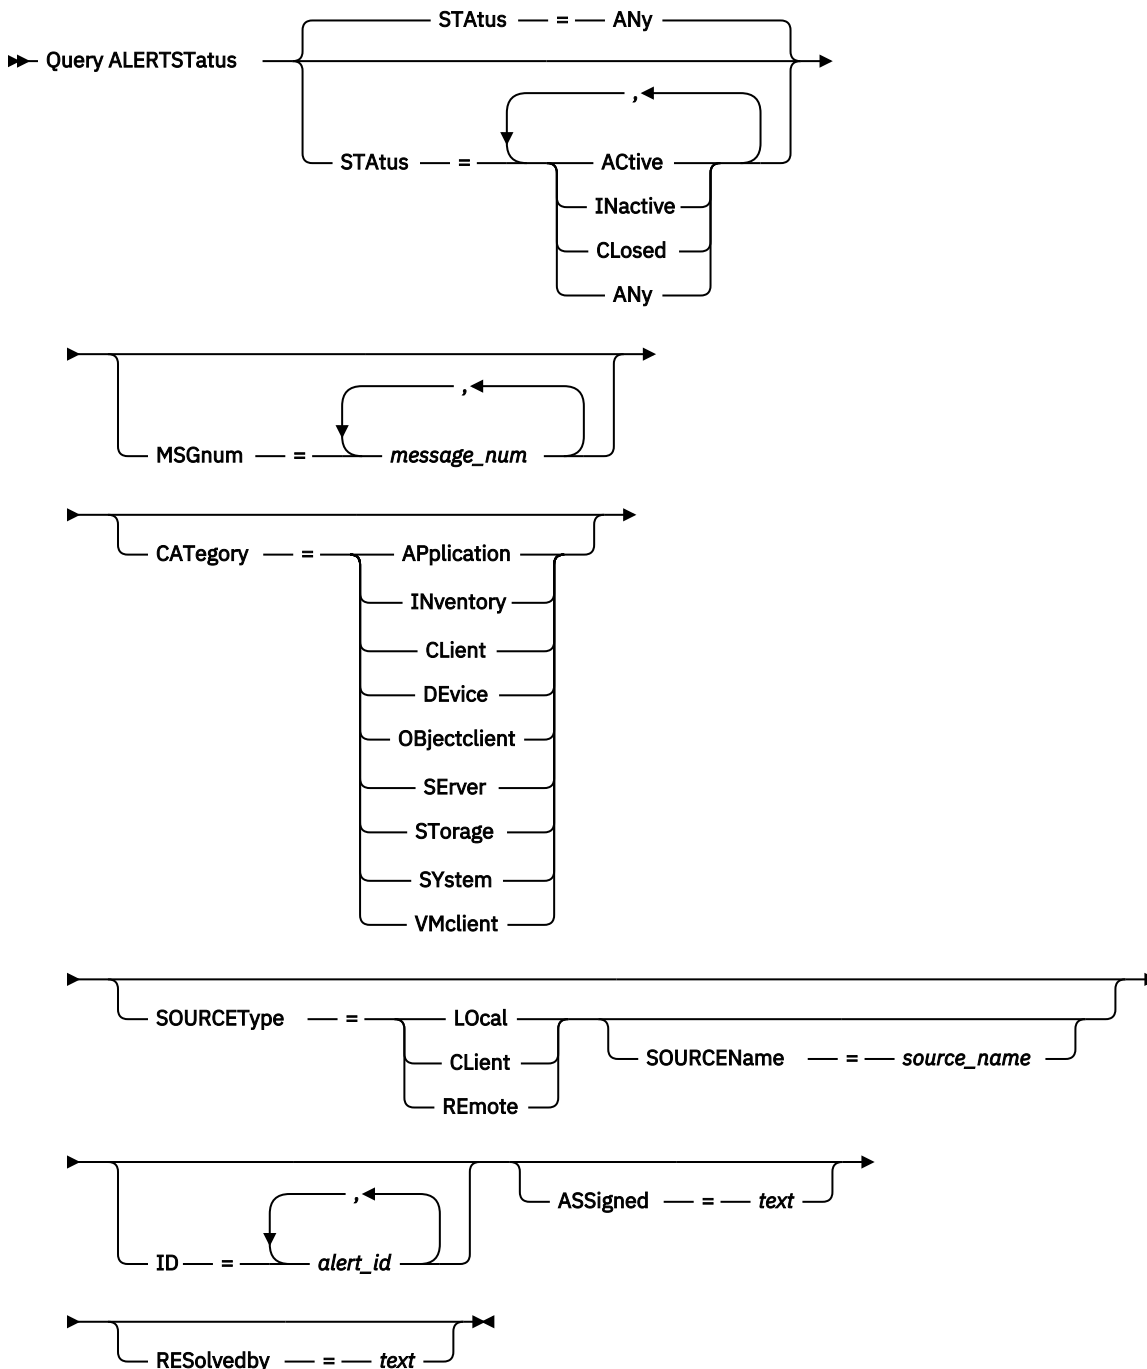 STAtus = ANy
Query ALERTSTatus
,
STAtus = ACtive
INactive
CLosed
ANy
,
MSGnum = message_num
CATegory = APplication
INventory
CLient
DEvice
OBjectclient
SErver
STorage
SYstem
VMclient
SOURCEType = LOcal
CLient
REmote
SOURCEName = source_name
,
ID = alert_id
ASSigned = text
RESolvedby = text